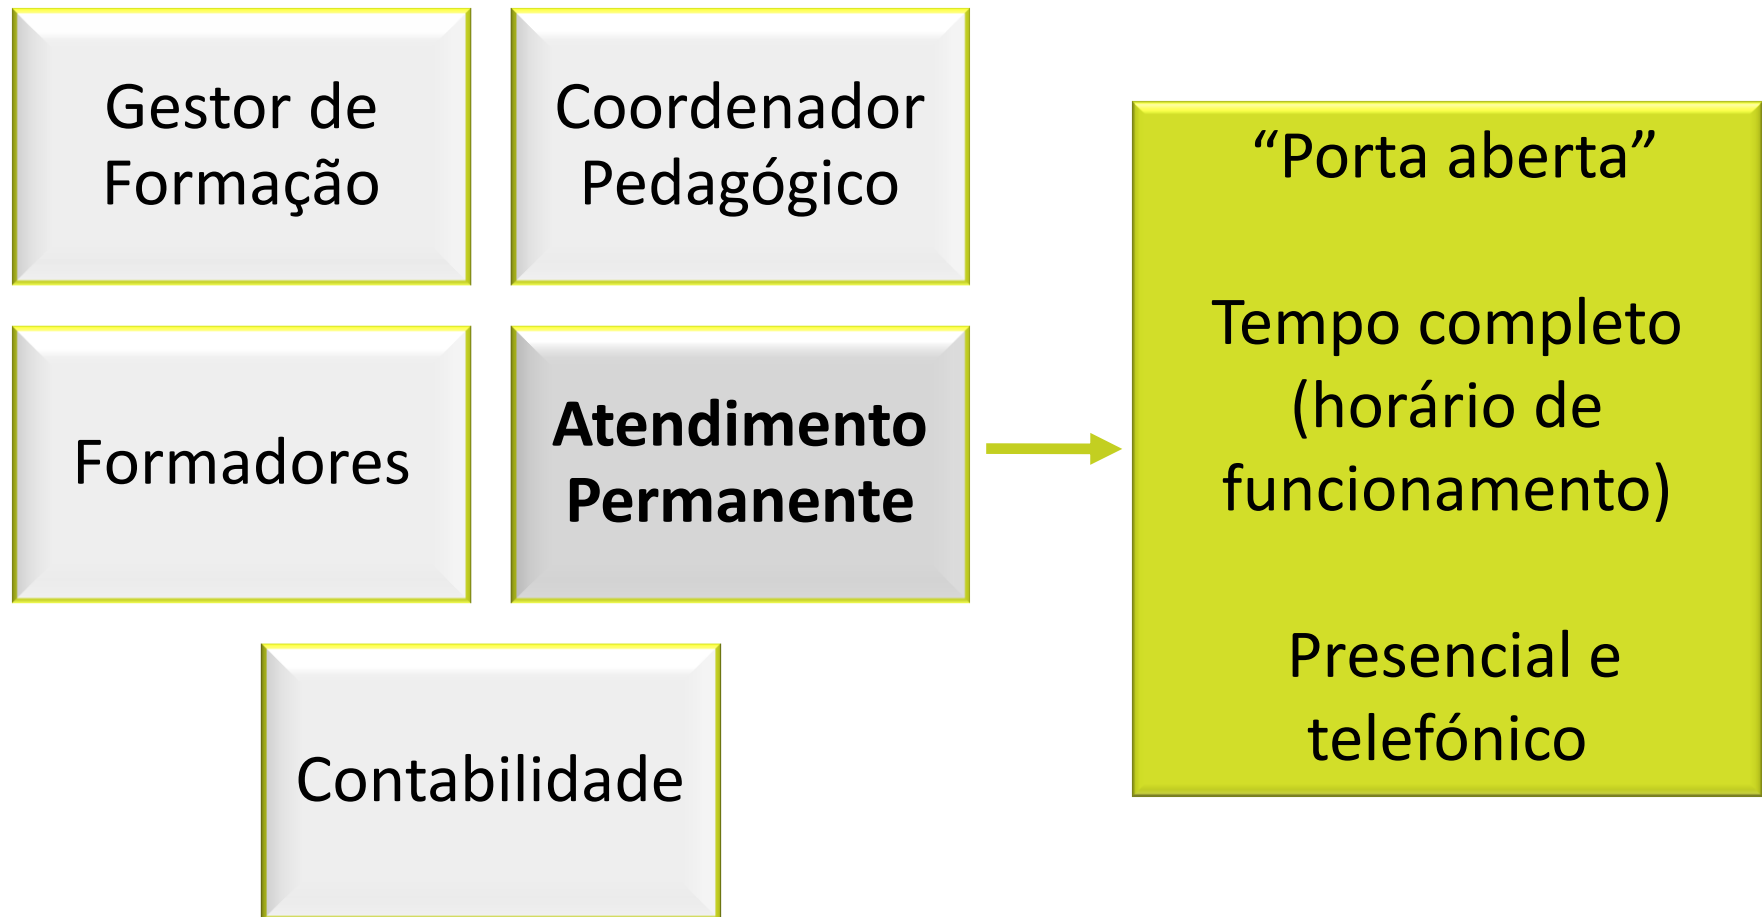 Gestor de
Formação
Coordenador
Pedagógico
Formadores
Atendimento
Permanente
Contabilidade
“Porta aberta”
Tempo completo
(horário de
funcionamento)
Presencial e
telefónico